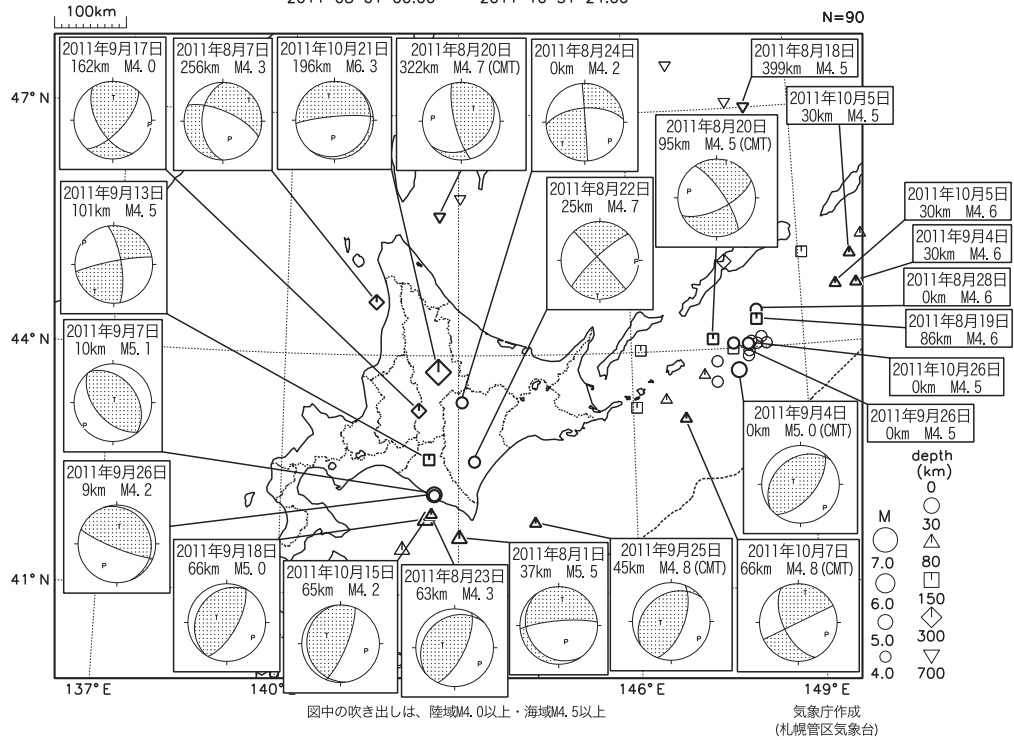 100km
N=90
47°N
44°N
41°N
137°E
146°E
149°E
2011年9月17日
162km M4.0
2011年8月7日
256km M4.3
2011年10月21日
196km M6.3
2011年8月20日
322km M4.7 (CMT)
2011年8月24日
0km M4.2
2011年8月18日
399km M4.5
2011年10月5日
30km M4.5
2011年8月20日
95km M4.5 (CMT)
2011年9月13日
101km M4.5
2011年8月22日
25km M4.7
2011年10月5日
30km M4.6
2011年9月4日
30km M4.6
2011年8月28日
0km M4.6
2011年8月19日
86km M4.6
2011年10月26日
0km M4.5
2011年9月26日
0km M4.5
2011年9月7日
10km M5.1
2011年9月4日
0km M5.0 (CMT)
2011年9月26日
9km M4.2
2011年9月18日
66km M5.0
2011年10月15日
65km M4.2
2011年8月23日
63km M4.3
2011年8月1日
37km M5.5
2011年9月25日
45km M4.8 (CMT)
2011年10月7日
66km M4.8 (CMT)
depth
(km)
0
30
80
150
300
700
M
7.0
6.0
5.0
4.0
図中の吹き出しは、陸域M4.0以上・海域M4.5以上
気象庁作成
(札幌管区気象台)